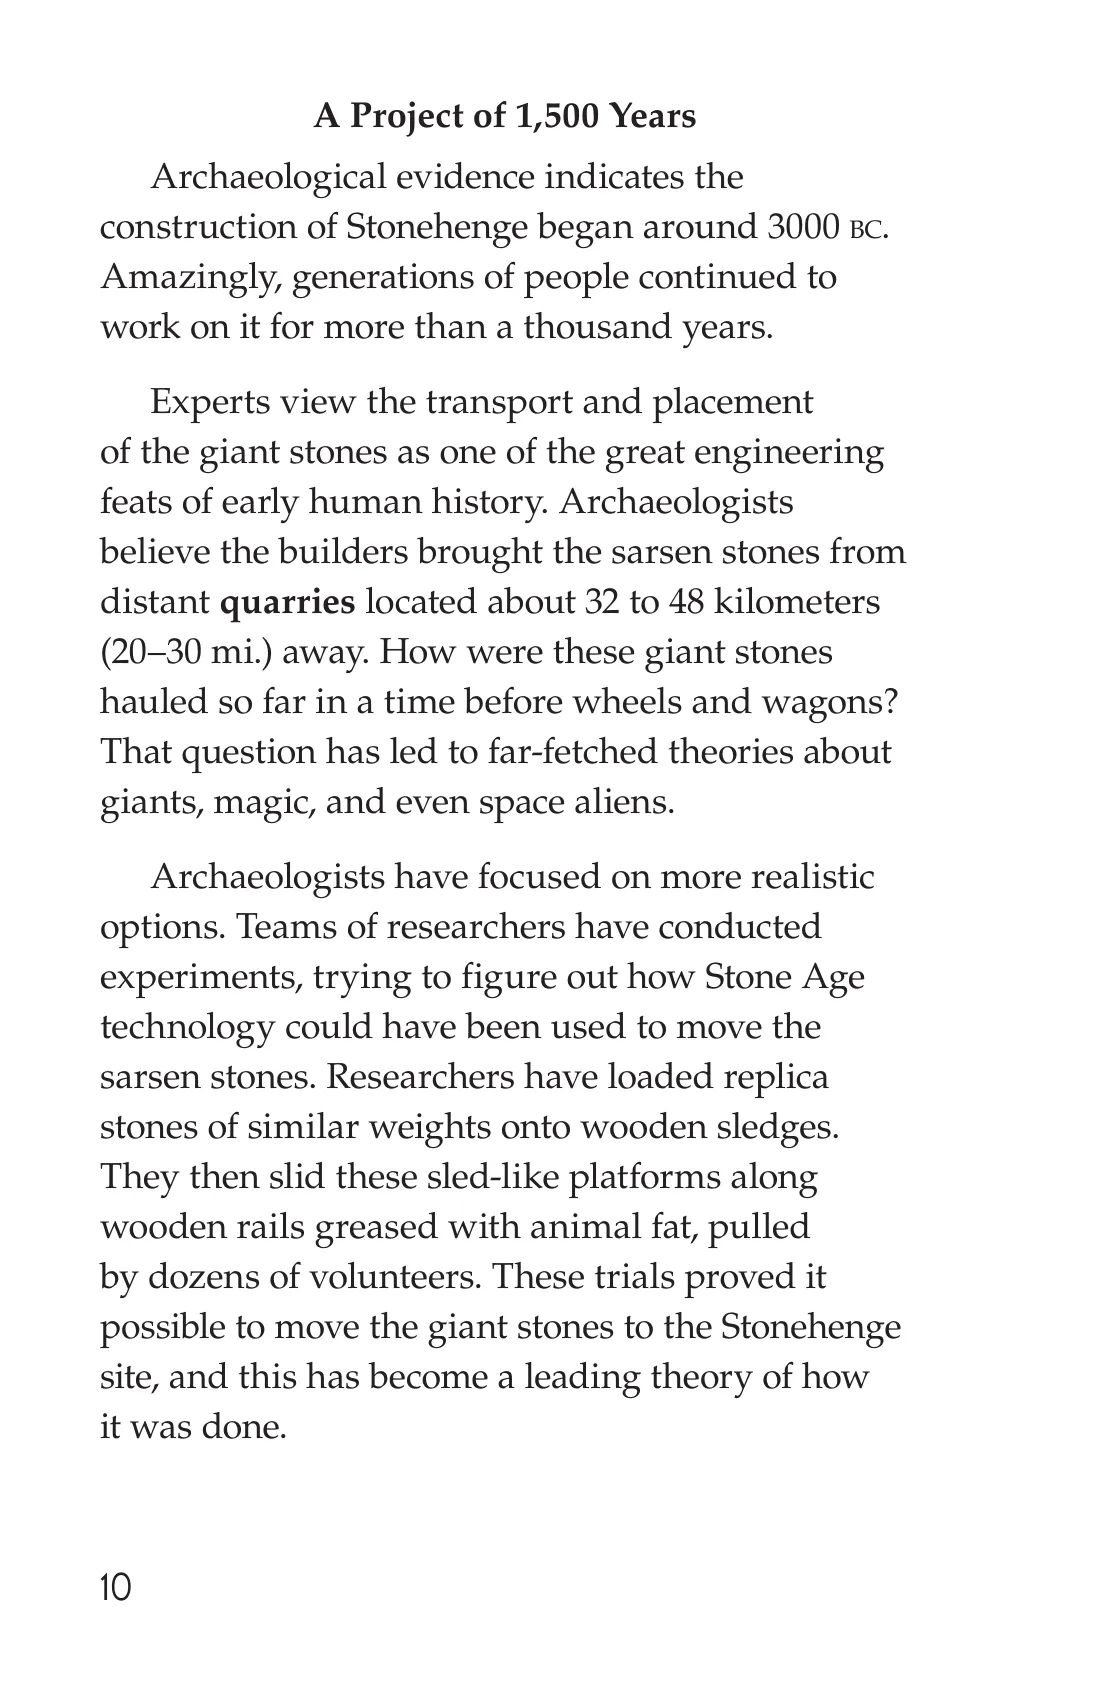 A Project of 1,500 Years
Archaeological evidence indicates the
construction of Stonehenge began around 3000 BC.
Amazingly, generations of people continued to
work on it for more than a thousand years.
Experts view the transport and placement
of the giant stones as one of the great engineering
feats of early human history. Archaeologists
believe the builders brought the sarsen stones from
distant quarries located about 32 to 48 kilometers
(20–30 mi.) away. How were these giant stones
hauled so far in a time before wheels and wagons?
That question has led to far-fetched theories about
giants, magic, and even space aliens.
Archaeologists have focused on more realistic
options. Teams of researchers have conducted
experiments, trying to figure out how Stone Age
technology could have been used to move the
sarsen stones. Researchers have loaded replica
stones of similar weights onto wooden sledges.
They then slid these sled-like platforms along
wooden rails greased with animal fat, pulled
by dozens of volunteers. These trials proved it
possible to move the giant stones to the Stonehenge
site, and this has become a leading theory of how
it was done.
10